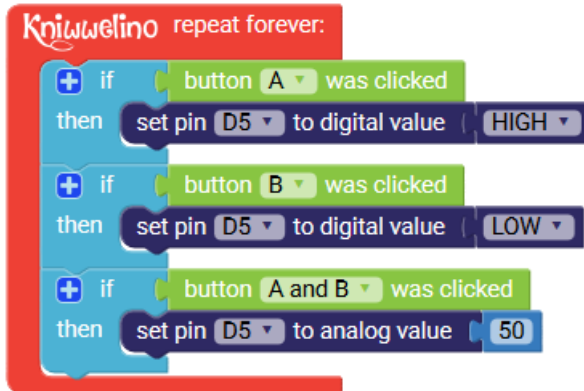 Kniwwelino repeat forever:
if button A was clicked
then set pin D5 to digital value HIGH
if button B was clicked
then set pin D5 to digital value LOW
if button A and B was clicked
then set pin D5 to analog value 50